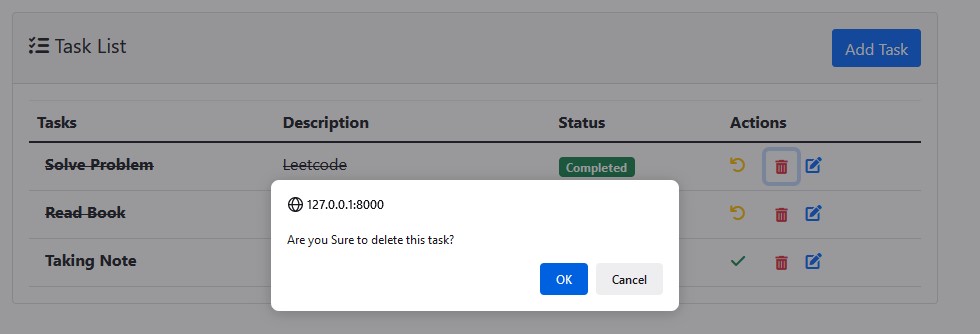 Task List
Add Task
Tasks Description Status Actions
Solve Problem Leetcode Completed
127.0.0.1:8000
Read Book
Are you Sure to delete this task?
Taking Note
OK Cancel